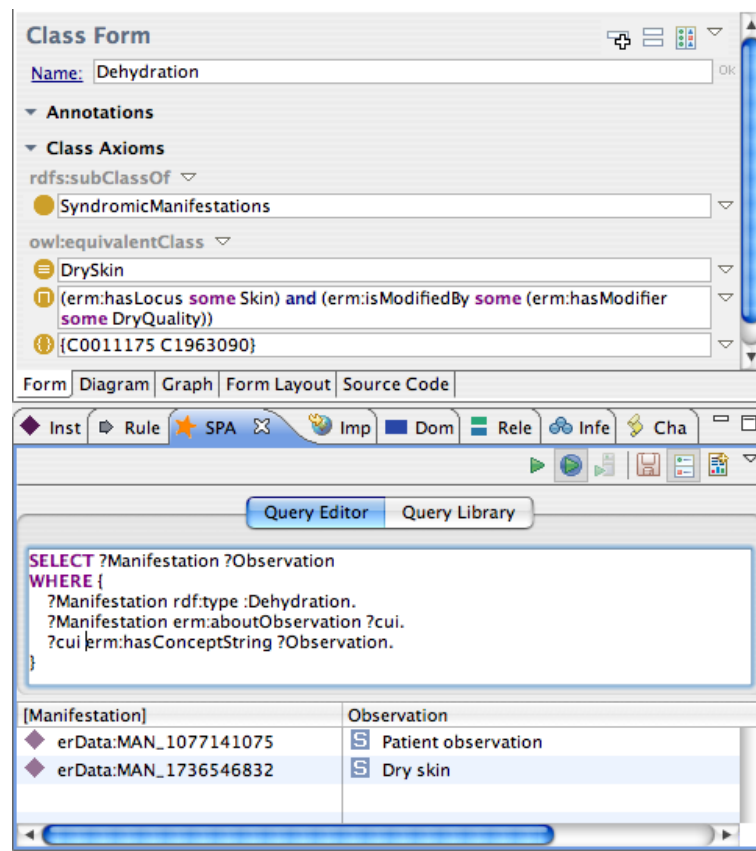 Class Form
Name: Dehydration Ok
Annotations
Class Axioms
rdfs:subClassOf
SyndromicManifestations
owl:equivalentClass
DrySkin
(erm:hasLocus some Skin) and (erm:isModifiedBy some (erm:hasModifier
some DryQuality))
{C0011175 C1963090}
Form Diagram Graph Form Layout Source Code
Inst Rule SPA Imp Dom Rele Infe Cha
Query Editor Query Library
SELECT ?Manifestation ?Observation
WHERE {
?Manifestation rdf:type :Dehydration.
?Manifestation erm:aboutObservation ?cui.
?cui erm:hasConceptString ?Observation.
}
[Manifestation] Observation
erData:MAN_1077141075 S Patient observation
erData:MAN_1736546832 S Dry skin